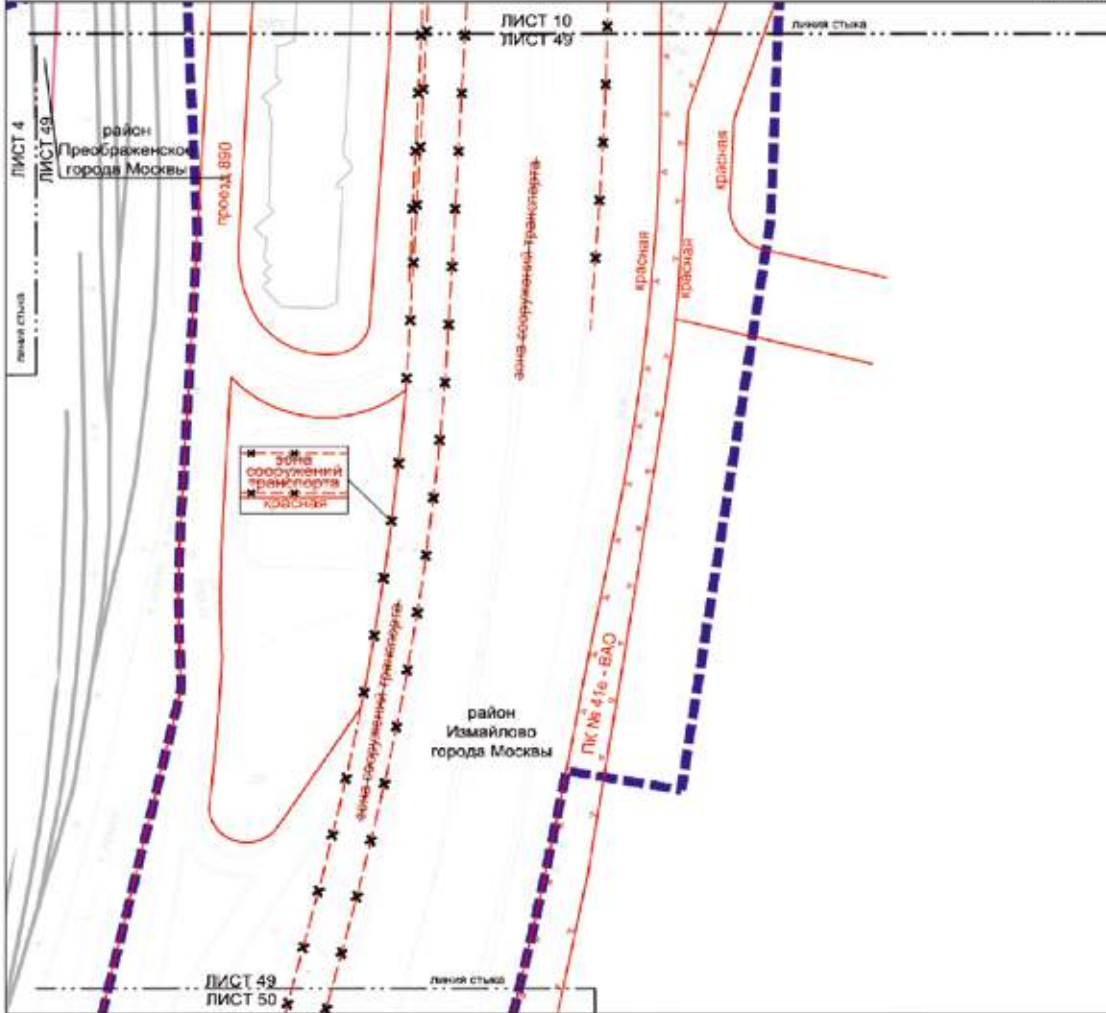 ЛИСТ 10
ЛИСТ 49
линия стыка
ЛИСТ 4
ЛИСТ 49
линия стыка
район
Преображенское
города Москвы
проезд 890
зона сооружений транспорта
красная
красная
красная
зона
сооружений
транспорта
красная
зона сооружений транспорта
район
Измайлово
города Москвы
ПК № 41е - ВАО
ЛИСТ 49
ЛИСТ 50
линия стыка